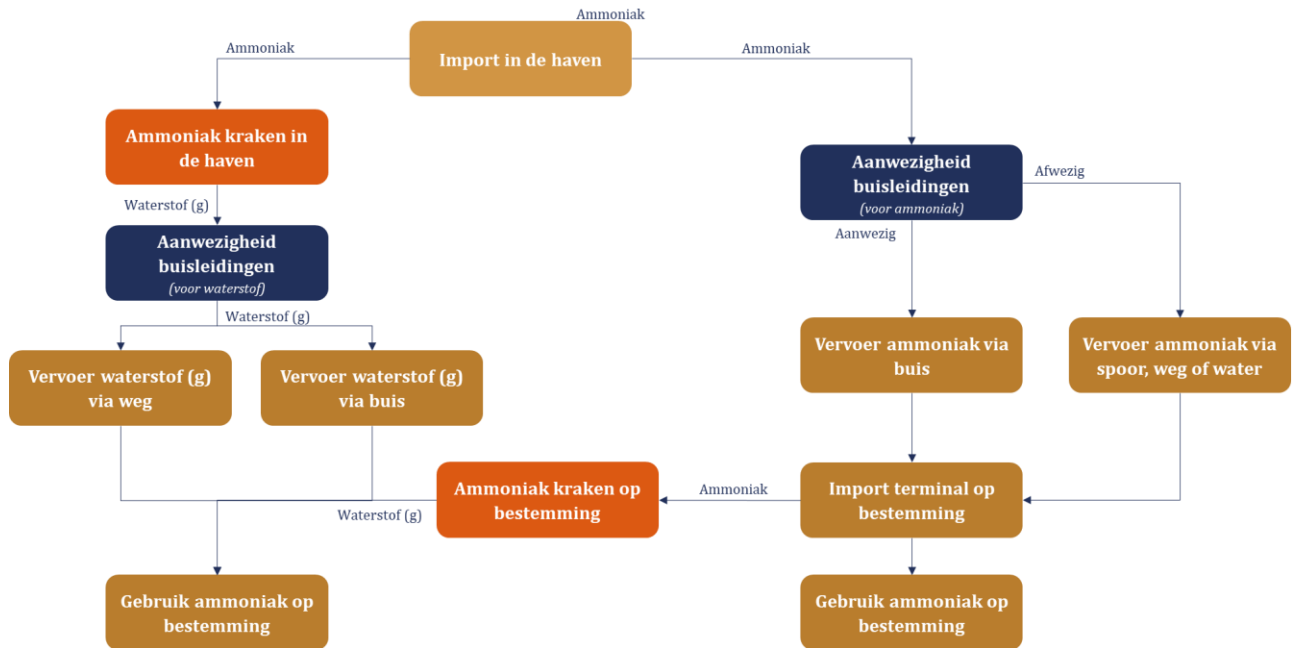 Ammoniak
Ammoniak
Import in de haven
Ammoniak
Ammoniak kraken in
de haven
Aanwezigheid
buisleidingen
(voor ammoniak)
Afwezig
Waterstof (g)
Aanwezig
Aanwezigheid
buisleidingen
(voor waterstof)
Waterstof (g)
Vervoer waterstof (g)
via weg
Vervoer waterstof (g)
via buis
Vervoer ammoniak via
buis
Vervoer ammoniak via
spoor, weg of water
Ammoniak kraken op
bestemming
Ammoniak
Import terminal op
bestemming
Waterstof (g)
Gebruik ammoniak op
bestemming
Gebruik ammoniak op
bestemming